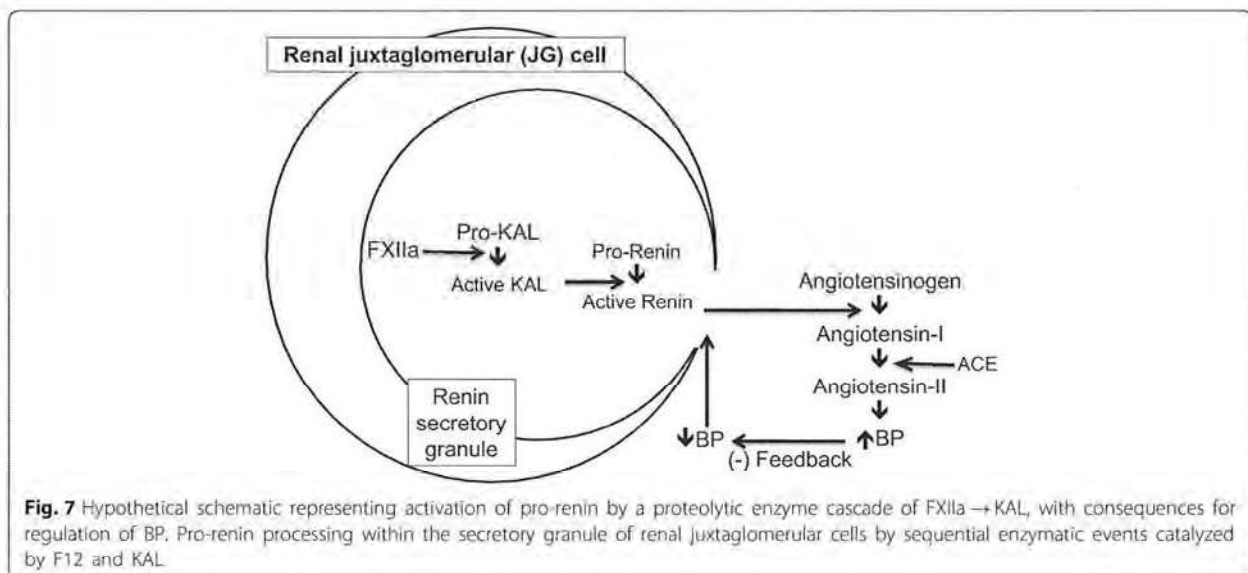 Renal juxtaglomerular (JG) cell
FXIIa
Pro-KAL
Active KAL
Pro-Renin
Active Renin
Angiotensinogen
Angiotensin-I
ACE
Angiotensin-II
↑BP
(-) Feedback
↓BP
Renin
secretory
granule
Fig. 7 Hypothetical schematic representing activation of pro-renin by a proteolytic enzyme cascade of FXIIa → KAL, with consequences for
regulation of BP. Pro-renin processing within the secretory granule of renal juxtaglomerular cells by sequential enzymatic events catalyzed
by F12 and KAL